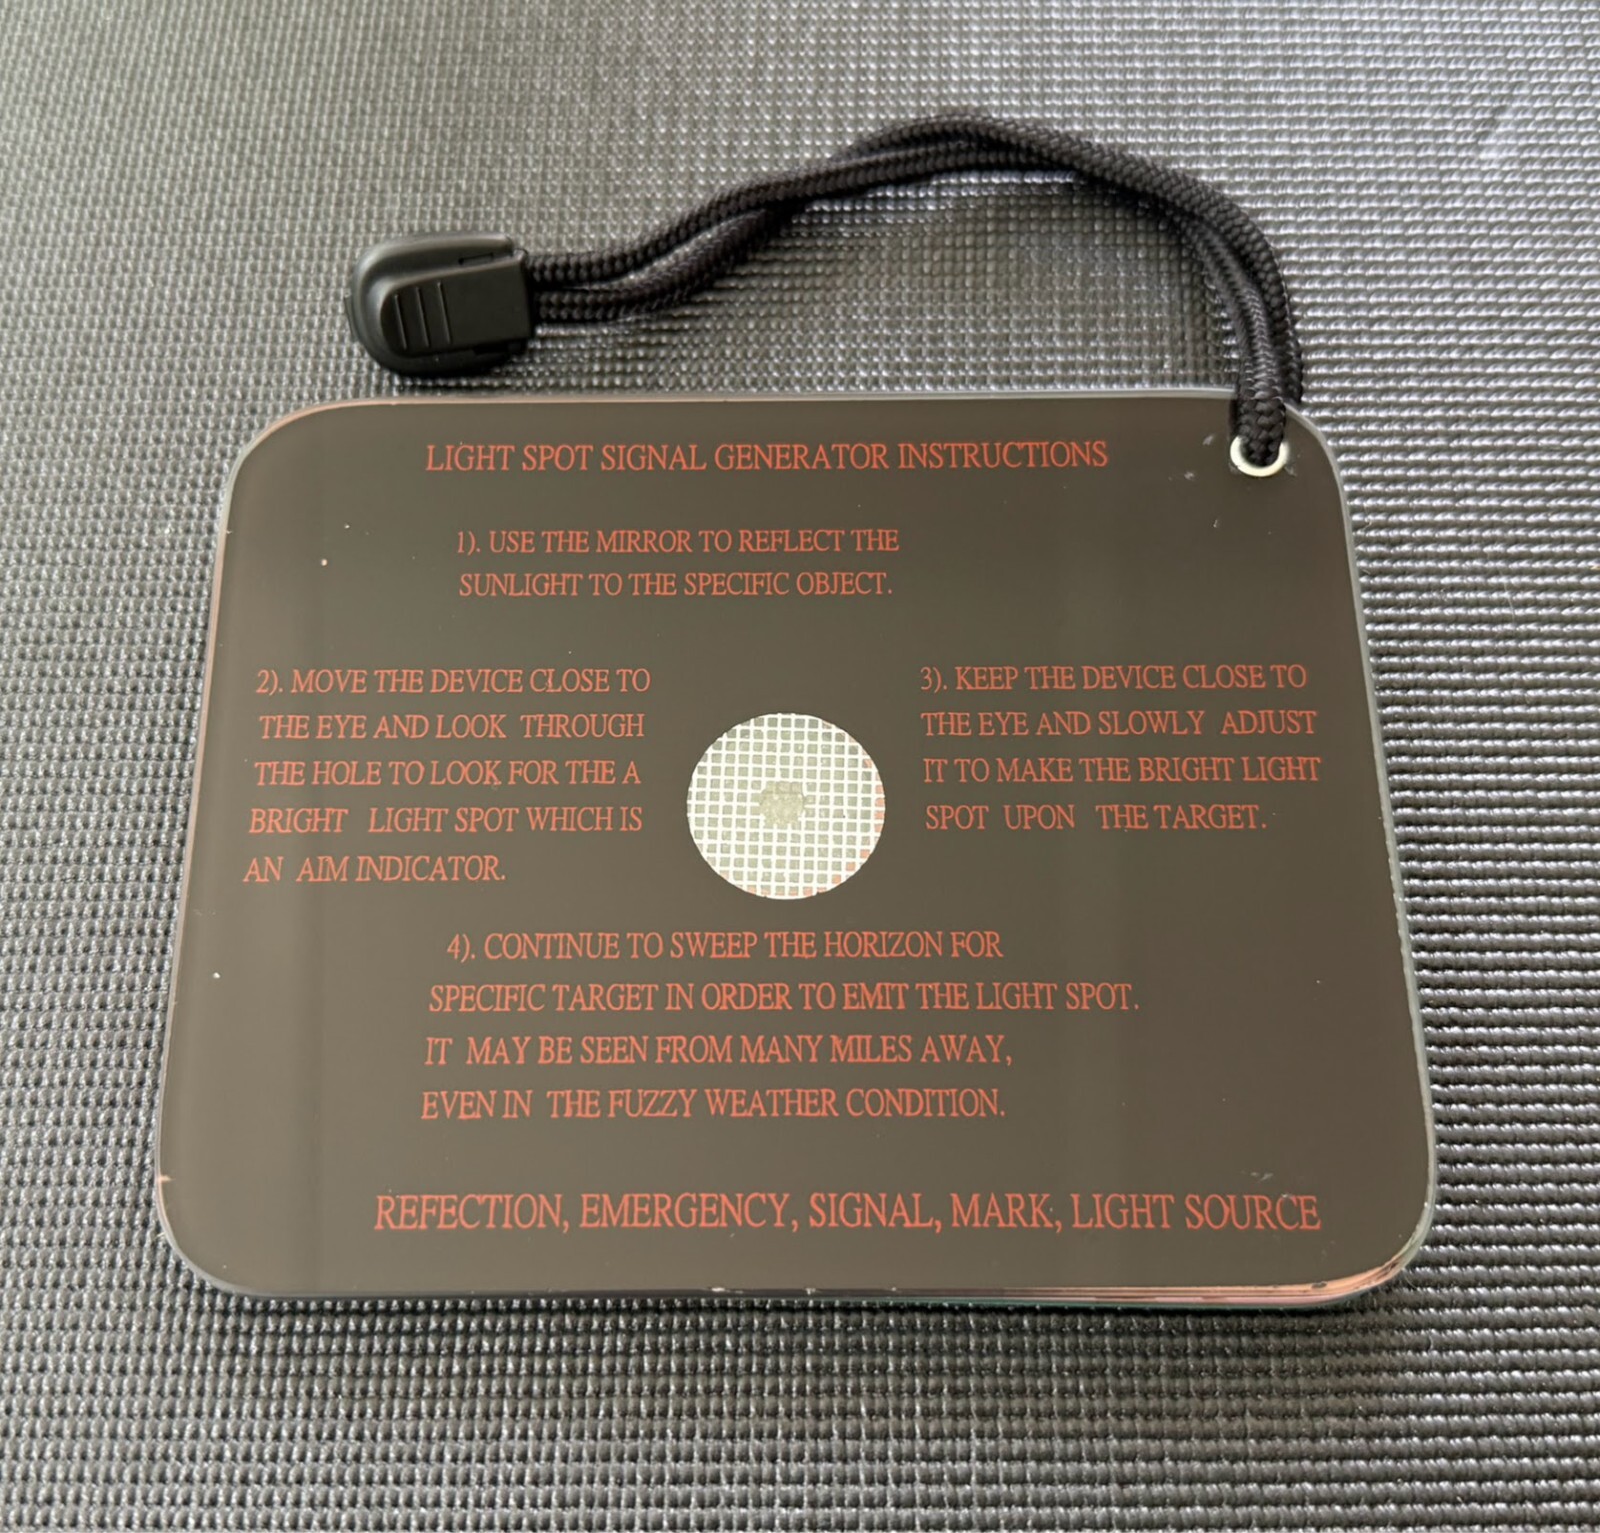 LIGHT SPOT SIGNAL GENERATOR INSTRUCTIONS
1). USE THE MIRROR TO REFLECT THE
SUNLIGHT TO THE SPECIFIC OBJECT.
2). MOVE THE DEVICE CLOSE TO
THE EYE AND LOOK THROUGH
THE HOLE TO LOOK FOR THE A
BRIGHT LIGHT SPOT WHICH IS
AN AIM INDICATOR.
3). KEEP THE DEVICE CLOSE TO
THE EYE AND SLOWLY ADJUST
IT TO MAKE THE BRIGHT LIGHT
SPOT UPON THE TARGET.
4). CONTINUE TO SWEEP THE HORIZON FOR
SPECIFIC TARGET IN ORDER TO EMIT THE LIGHT SPOT.
IT MAY BE SEEN FROM MANY MILES AWAY,
EVEN IN THE FUZZY WEATHER CONDITION.
REFECTION, EMERGENCY, SIGNAL, MARK, LIGHT SOURCE